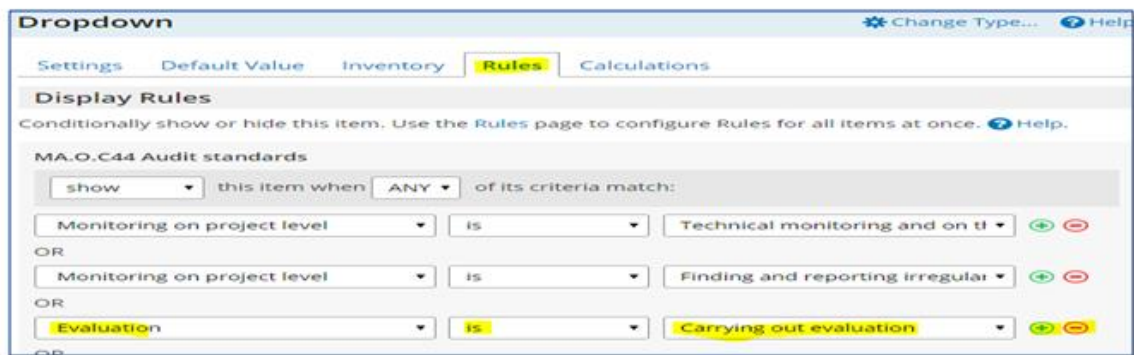 Dropdown Change Type... Help
Settings Default Value Inventory Rules Calculations
Display Rules
Conditionally show or hide this item. Use the Rules page to configure Rules for all items at once. Help.
MA.O.C44 Audit standards
show this item when ANY of its criteria match:
Monitoring on project level is Technical monitoring and on tl
OR
Monitoring on project level is Finding and reporting irregular
OR
Evaluation is Carrying out evaluation
OR